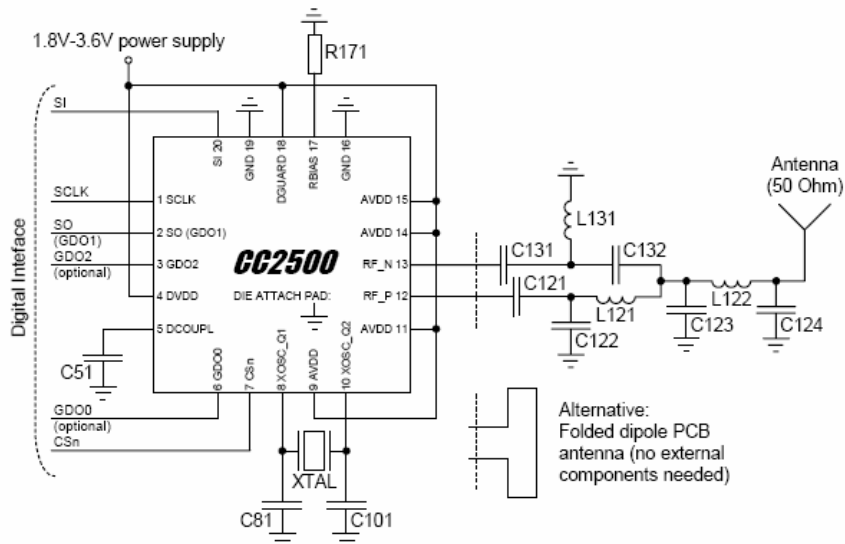 1.8V-3.6V power supply
R171
SI
SI 20
GND 19
DGUARD 18
RBIAS 17
GND 16
Antenna
(50 Ohm)
Digital Inteface
SCLK
1 SCLK
AVDD 15
L131
SO
(GDO1)
2 SO (GDO1)
AVDD 14
C131
C132
GDO2
(optional)
3 GDO2
CC2500
RF_N 13
C121
4 DVDD
DIE ATTACH PAD:
RF_P 12
L121
L122
C123
C124
5 DCOUPL
AVDD 11
C122
C51
6 GDO0
7 CSn
8 XOSC_Q1
9 AVDD
10 XOSC_Q2
GDO0
(optional)
CSn
XTAL
C81
C101
Alternative:
Folded dipole PCB
antenna (no external
components needed)